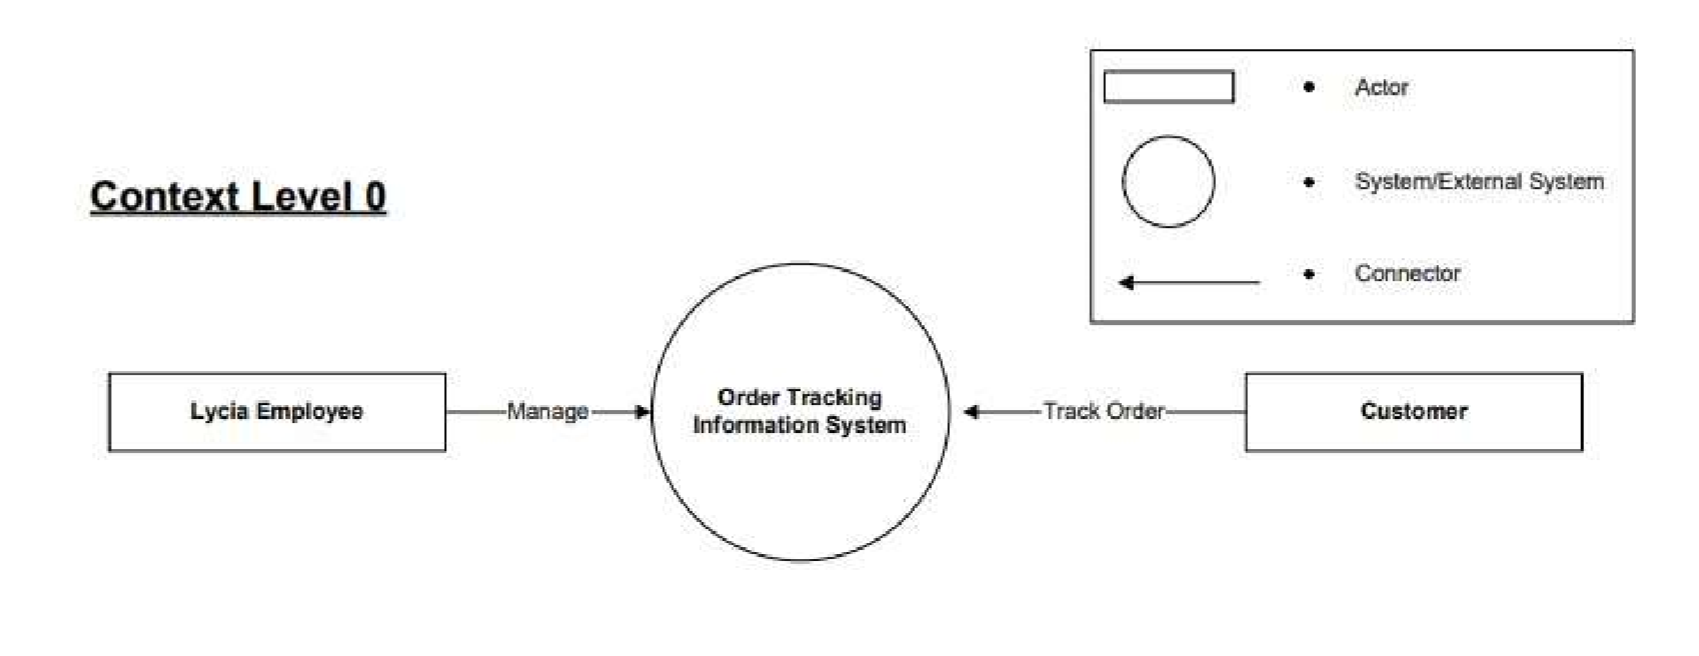 Actor
System/External System
Connector
Context Level 0
Lycia Employee
Manage
Order Tracking
Information System
Track Order
Customer